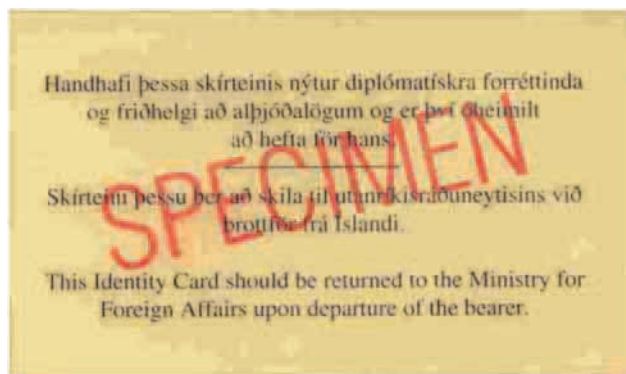 Handhafi þessa skírteinis nýtur diplómatískra forréttinda
og friðhelgi að alþjóðalögum og er því óheimilt
að hefta för hans.
Skírteini þessu ber að skila til utanríkisráðuneytisins við
brottför frá Íslandi.
This Identity Card should be returned to the Ministry for
Foreign Affairs upon departure of the bearer.
SPECIMEN